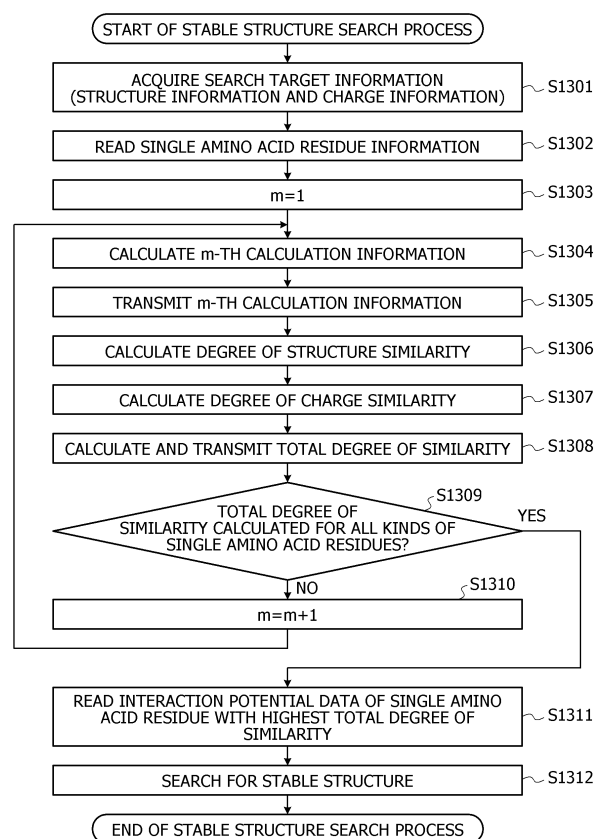 START OF STABLE STRUCTURE SEARCH PROCESS
ACQUIRE SEARCH TARGET INFORMATION
(STRUCTURE INFORMATION AND CHARGE INFORMATION)
S1301
READ SINGLE AMINO ACID RESIDUE INFORMATION
S1302
m=1
S1303
CALCULATE m-TH CALCULATION INFORMATION
S1304
TRANSMIT m-TH CALCULATION INFORMATION
S1305
CALCULATE DEGREE OF STRUCTURE SIMILARITY
S1306
CALCULATE DEGREE OF CHARGE SIMILARITY
S1307
CALCULATE AND TRANSMIT TOTAL DEGREE OF SIMILARITY
S1308
S1309
TOTAL DEGREE OF
SIMILARITY CALCULATED FOR ALL KINDS OF
SINGLE AMINO ACID RESIDUES?
YES
NO
S1310
m=m+1
READ INTERACTION POTENTIAL DATA OF SINGLE AMINO
ACID RESIDUE WITH HIGHEST TOTAL DEGREE OF
SIMILARITY
S1311
SEARCH FOR STABLE STRUCTURE
S1312
END OF STABLE STRUCTURE SEARCH PROCESS